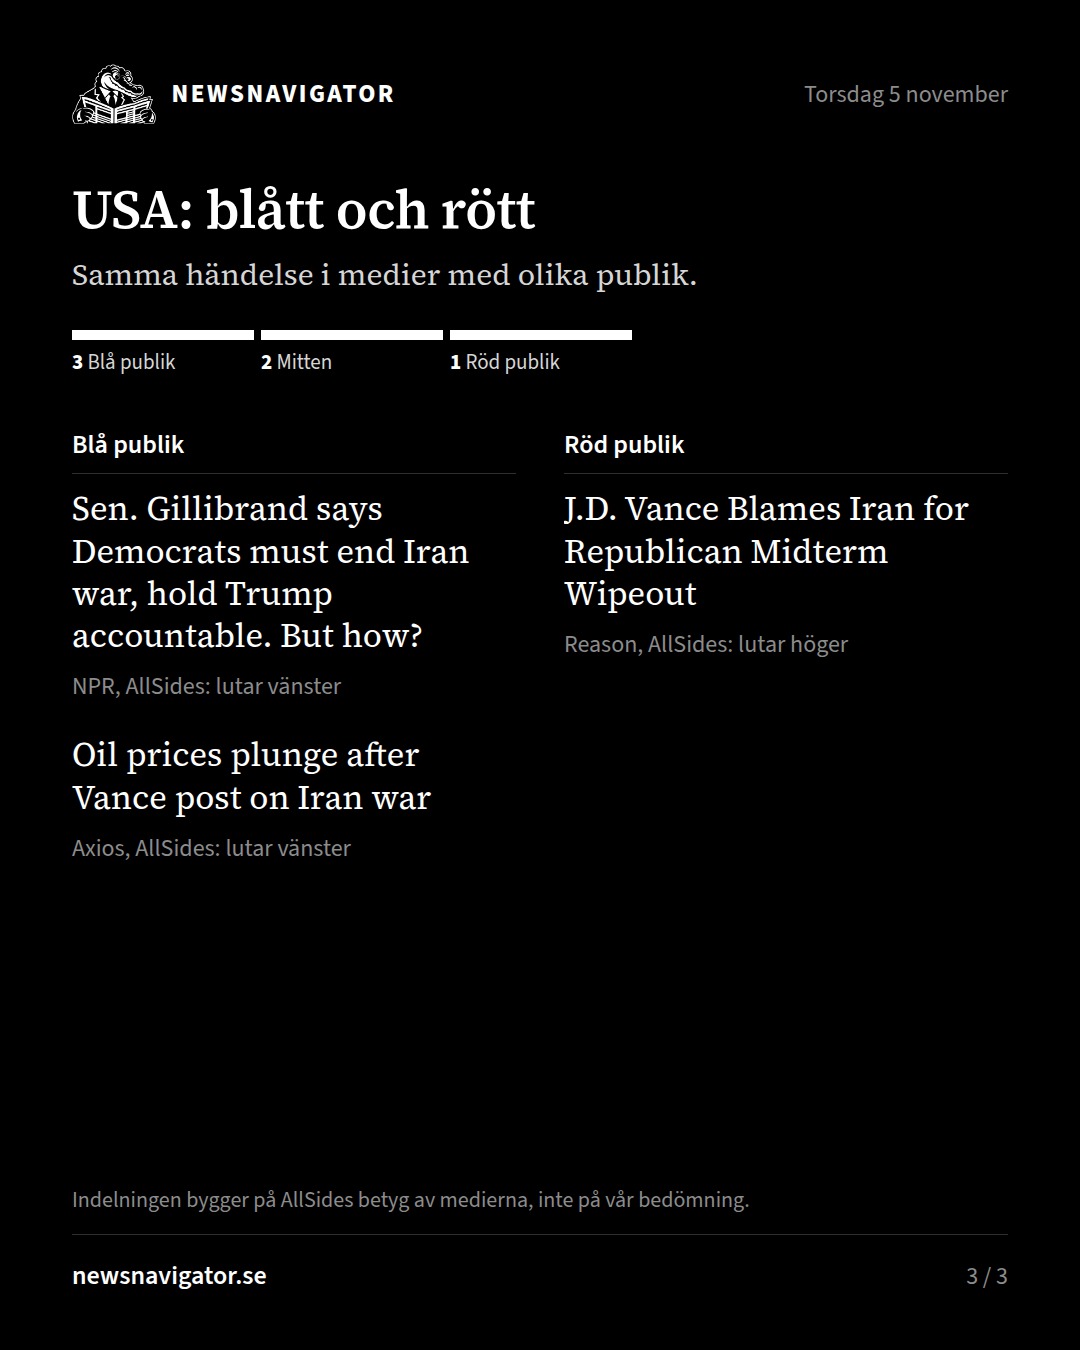 NEWSNAVIGATOR
Torsdag 5 november
USA: blått och rött
Samma händelse i medier med olika publik.
3 Blå publik
2 Mitten
1 Röd publik
Blå publik
Sen. Gillibrand says
Democrats must end Iran
war, hold Trump
accountable. But how?
NPR, AllSides: lutar vänster
Oil prices plunge after
Vance post on Iran war
Axios, AllSides: lutar vänster
Röd publik
J.D. Vance Blames Iran for
Republican Midterm
Wipeout
Reason, AllSides: lutar höger
Indelningen bygger på AllSides betyg av medierna, inte på vår bedömning.
newsnavigator.se
3 / 3